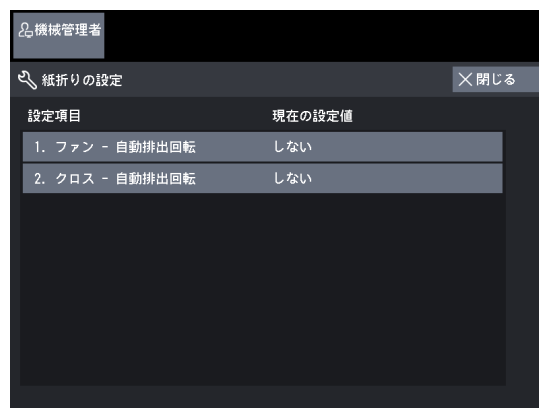 機械管理者
紙折りの設定
閉じる
設定項目 現在の設定値
1. ファン - 自動排出回転 しない
2. クロス - 自動排出回転 しない